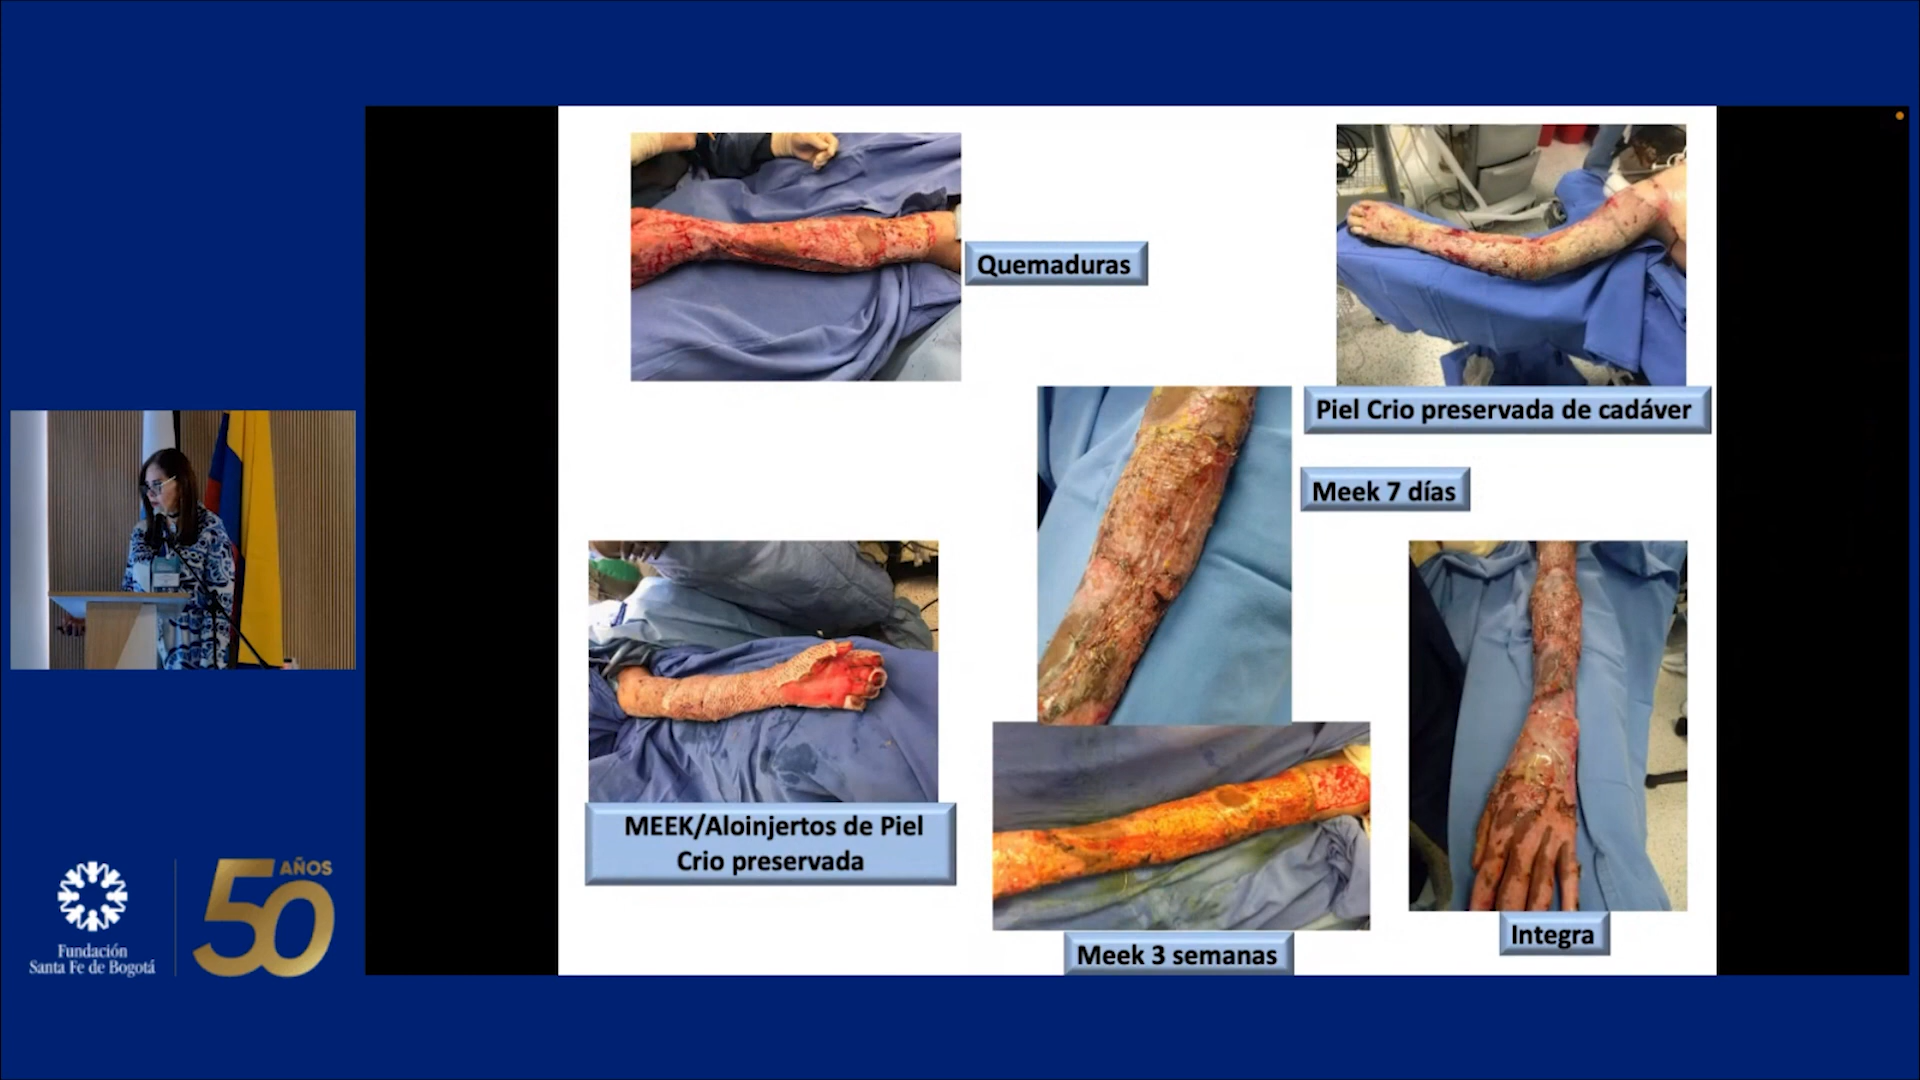 Quemaduras
Piel Crio preservada de cadáver
Meek 7 días
MEEK/Aloinjertos de Piel
Crio preservada
Meek 3 semanas
Integra
Fundación
Santa Fe de Bogotá
50 AÑOS